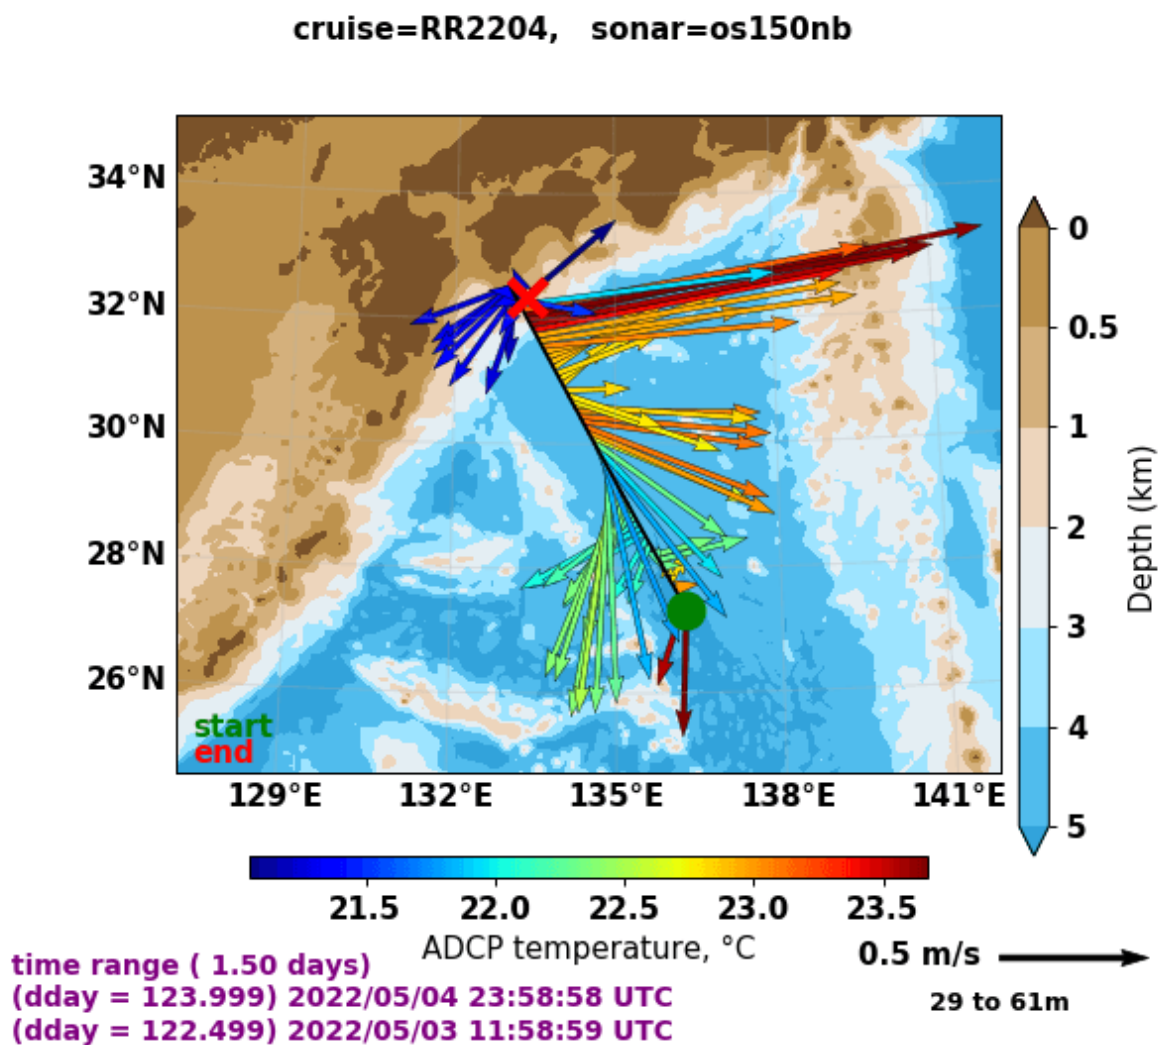 cruise=RR2204, sonar=os150nb
34°N
32°N
30°N
28°N
26°N
start
end
129°E 132°E 135°E 138°E 141°E
0
0.5
1
2
3
4
5
Depth (km)
21.5 22.0 22.5 23.0 23.5
ADCP temperature, °C
0.5 m/s
29 to 61m
time range ( 1.50 days)
(dday = 123.999) 2022/05/04 23:58:58 UTC
(dday = 122.499) 2022/05/03 11:58:59 UTC